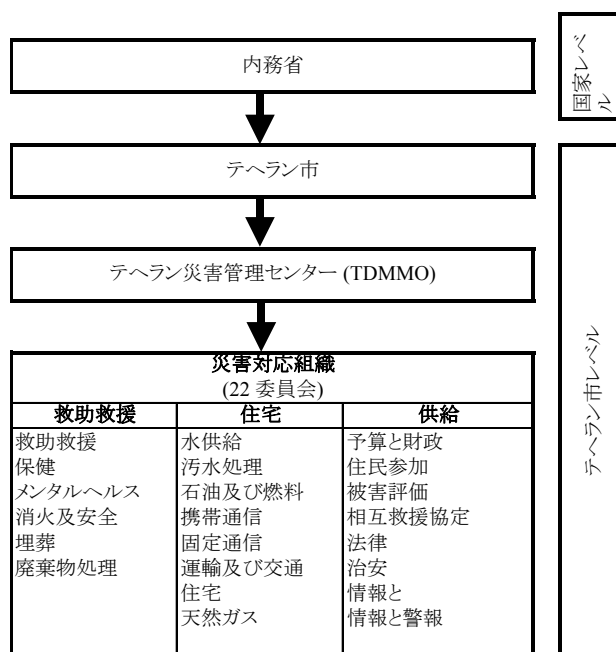 内務省
国家レベ
ル
テヘラン市
テヘラン災害管理センター (TDMMO)
テヘラン市レベル
災害対応組織
(22 委員会)
救助救援
救助救援
保健
メンタルヘルス
消火及安全
埋葬
廃棄物処理
住宅
水供給
汚水処理
石油及び燃料
携帯通信
固定通信
運輸及び交通
住宅
天然ガス
供給
予算と財政
住民参加
被害評価
相互救援協定
法律
治安
情報と
情報と警報